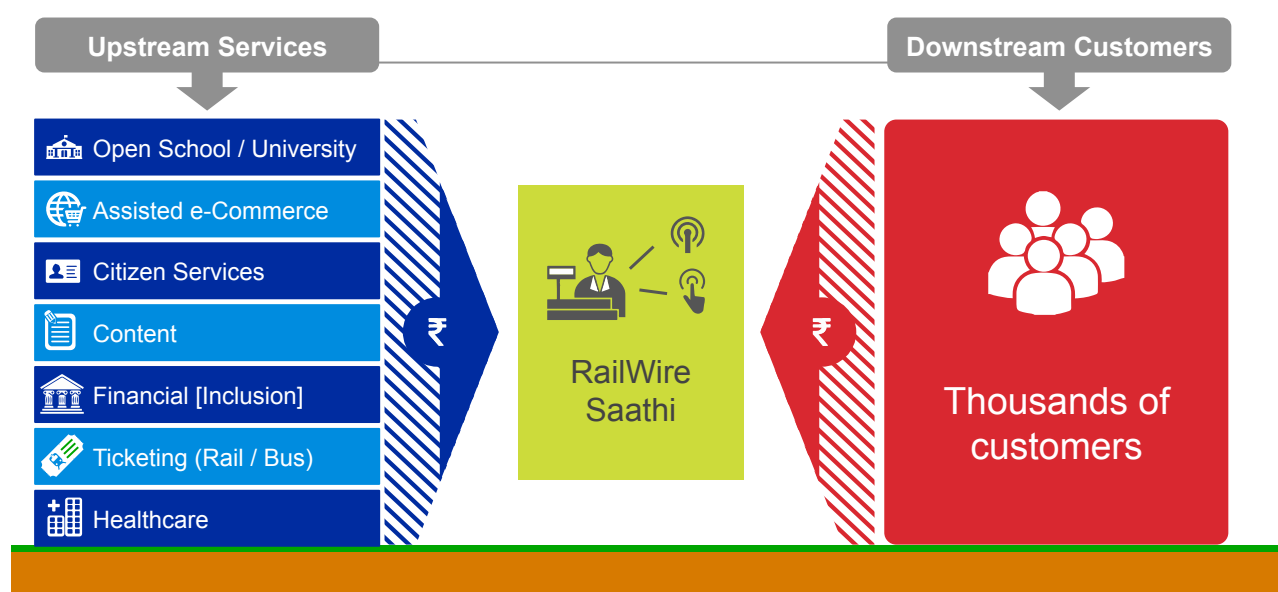 Upstream Services
Downstream Customers
Open School / University
Assisted e-Commerce
Citizen Services
Content
Financial [Inclusion]
Ticketing (Rail / Bus)
Healthcare
₹
RailWire
Saathi
₹
Thousands of
customers